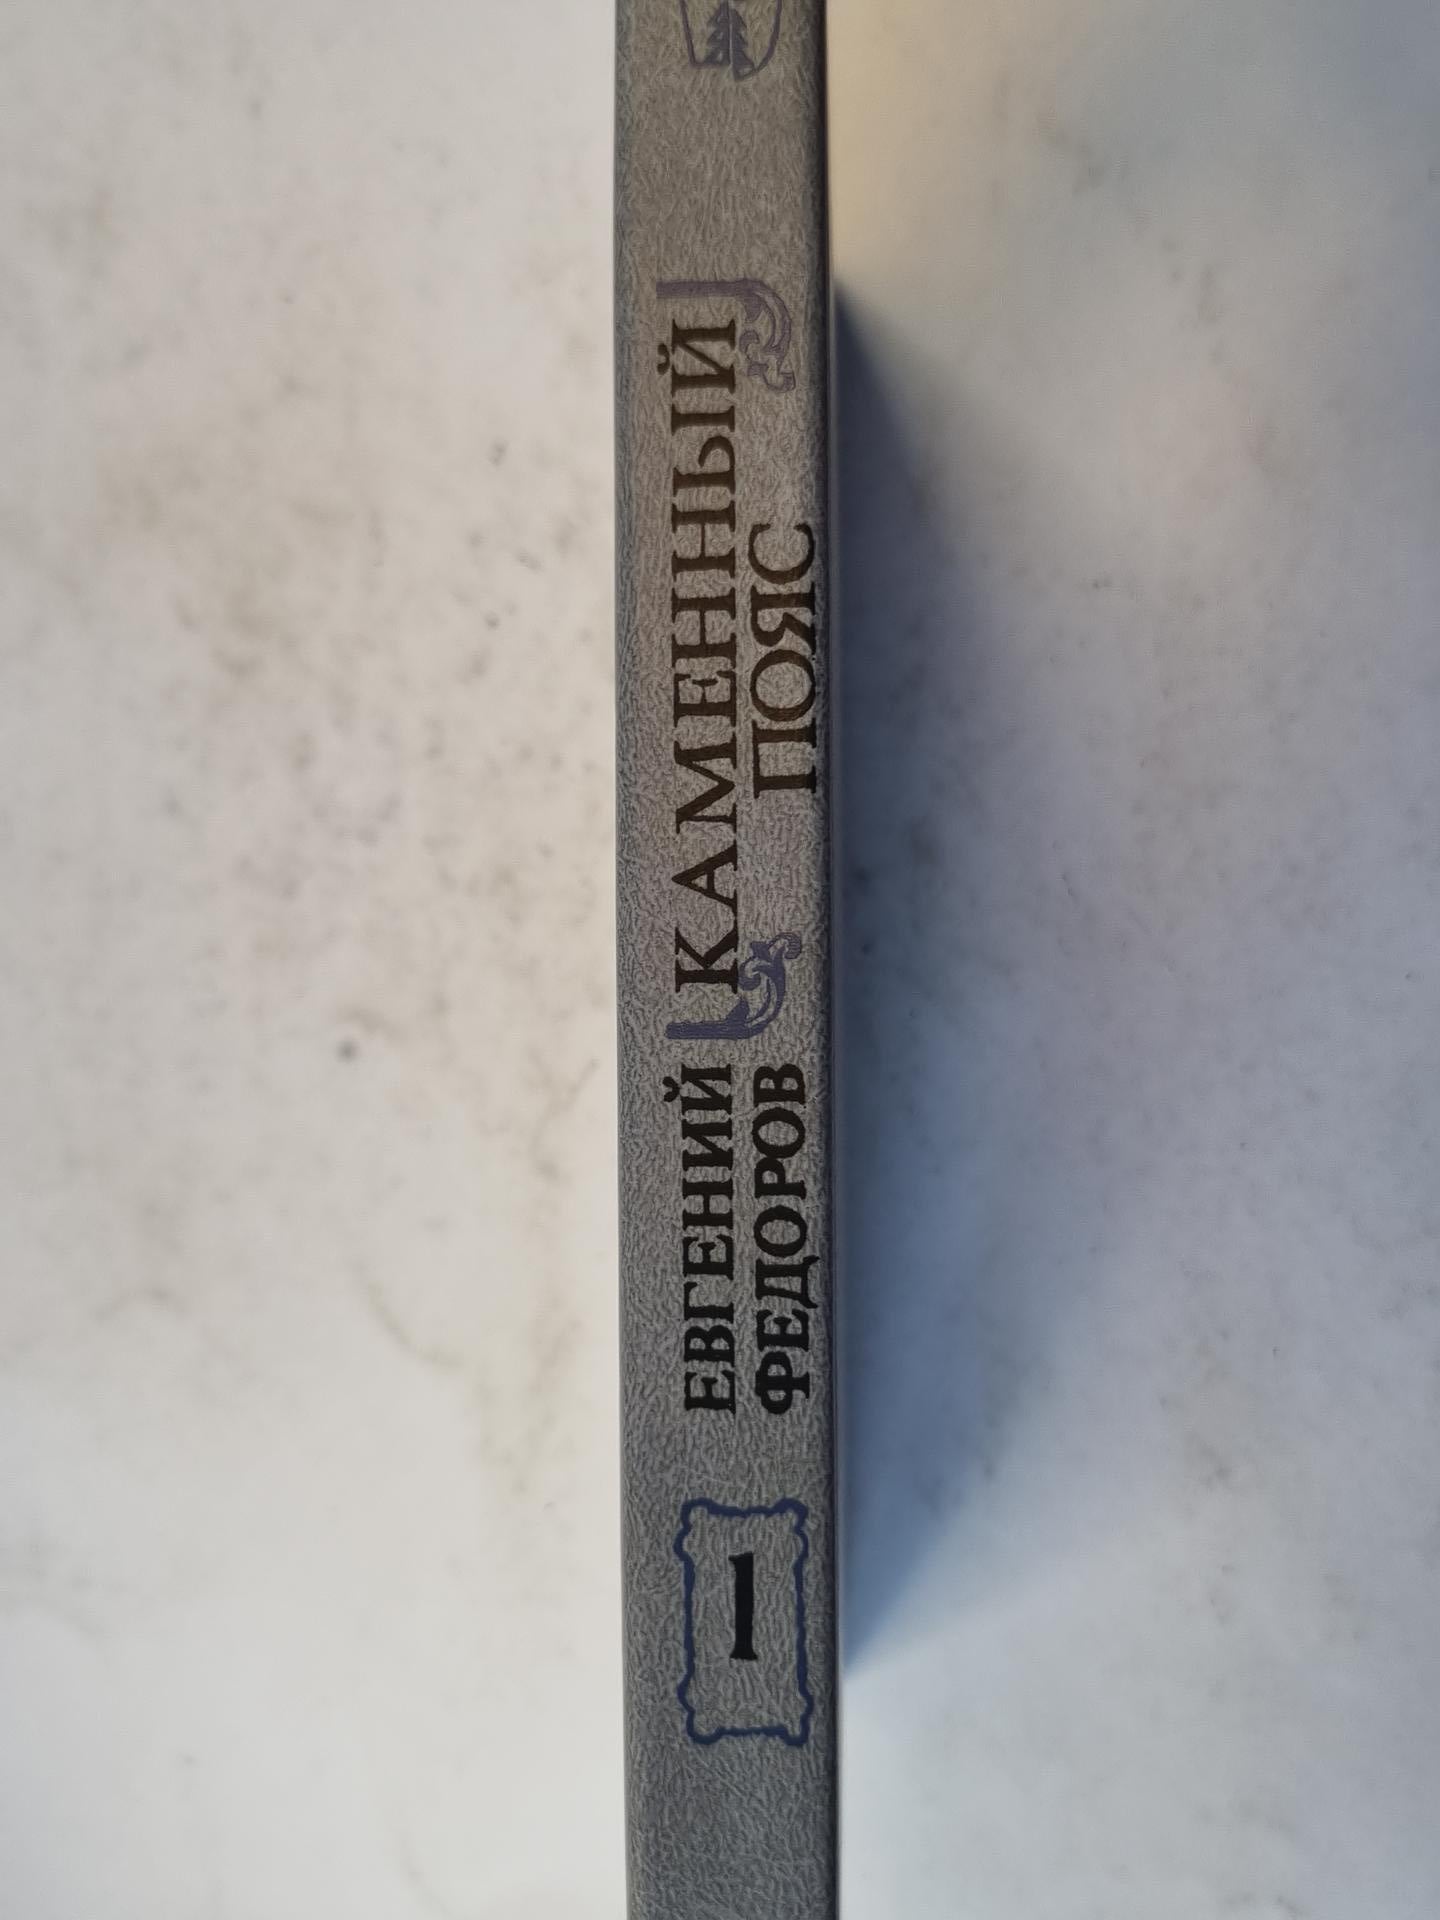 1
ЕВГЕНИЙ
ФЕДОРОВ
КАМЕННЫЙ
ПОЯС